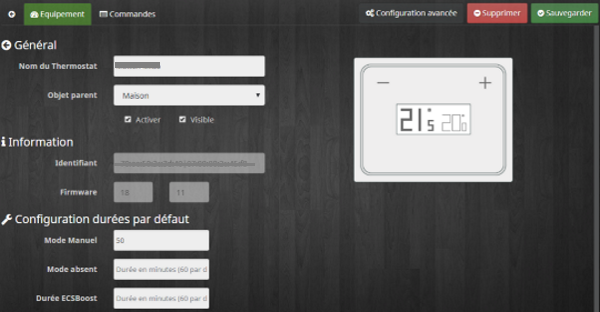 Equipement
Commandes
Configuration avancée
Supprimer
Sauvegarder
Général
Nom du Thermostat
Objet parent
Maison
Activer
Visible
21°5 20°0
Information
Identifiant
Firmware
18
11
Configuration durées par défaut
Mode Manuel
50
Mode absent
Durée en minutes (60 par d
Durée ECSBoost
Durée en minutes (60 par d